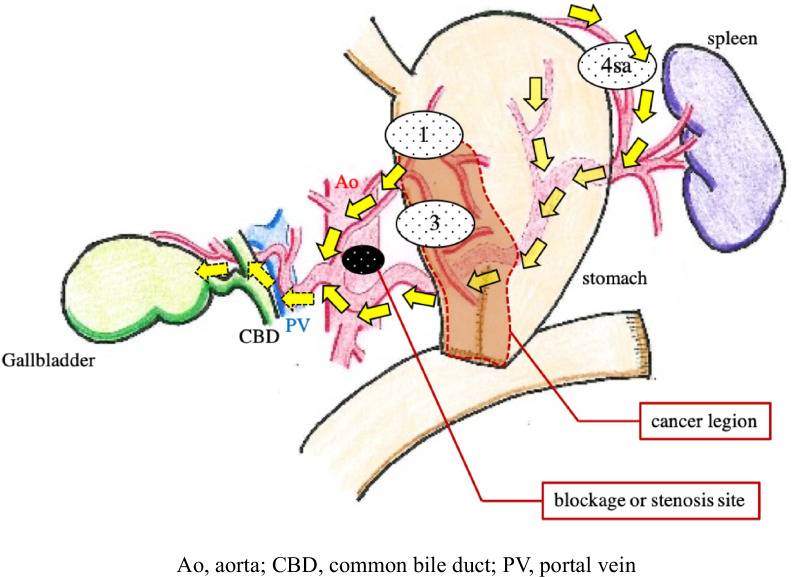 spleen
4sa
1
Ao
3
stomach
CBD
PV
Gallbladder
cancer legion
blockage or stenosis site
Ao, aorta; CBD, common bile duct; PV, portal vein